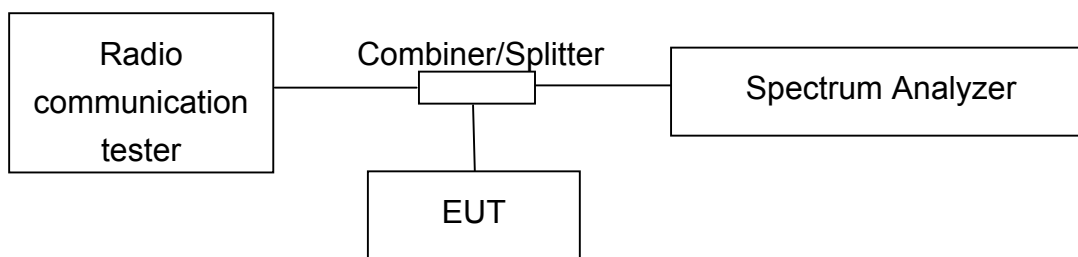 Radio
communication
tester
Combiner/Splitter
Spectrum Analyzer
EUT